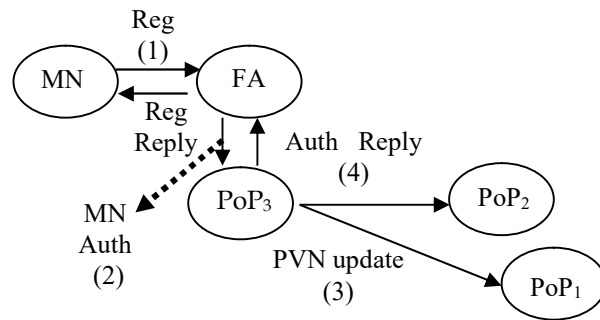 Reg
(1)
MN
FA
Reg
Reply
Auth Reply
(4)
PoP₃
PoP₂
MN
Auth
(2)
PVN update
(3)
PoP₁